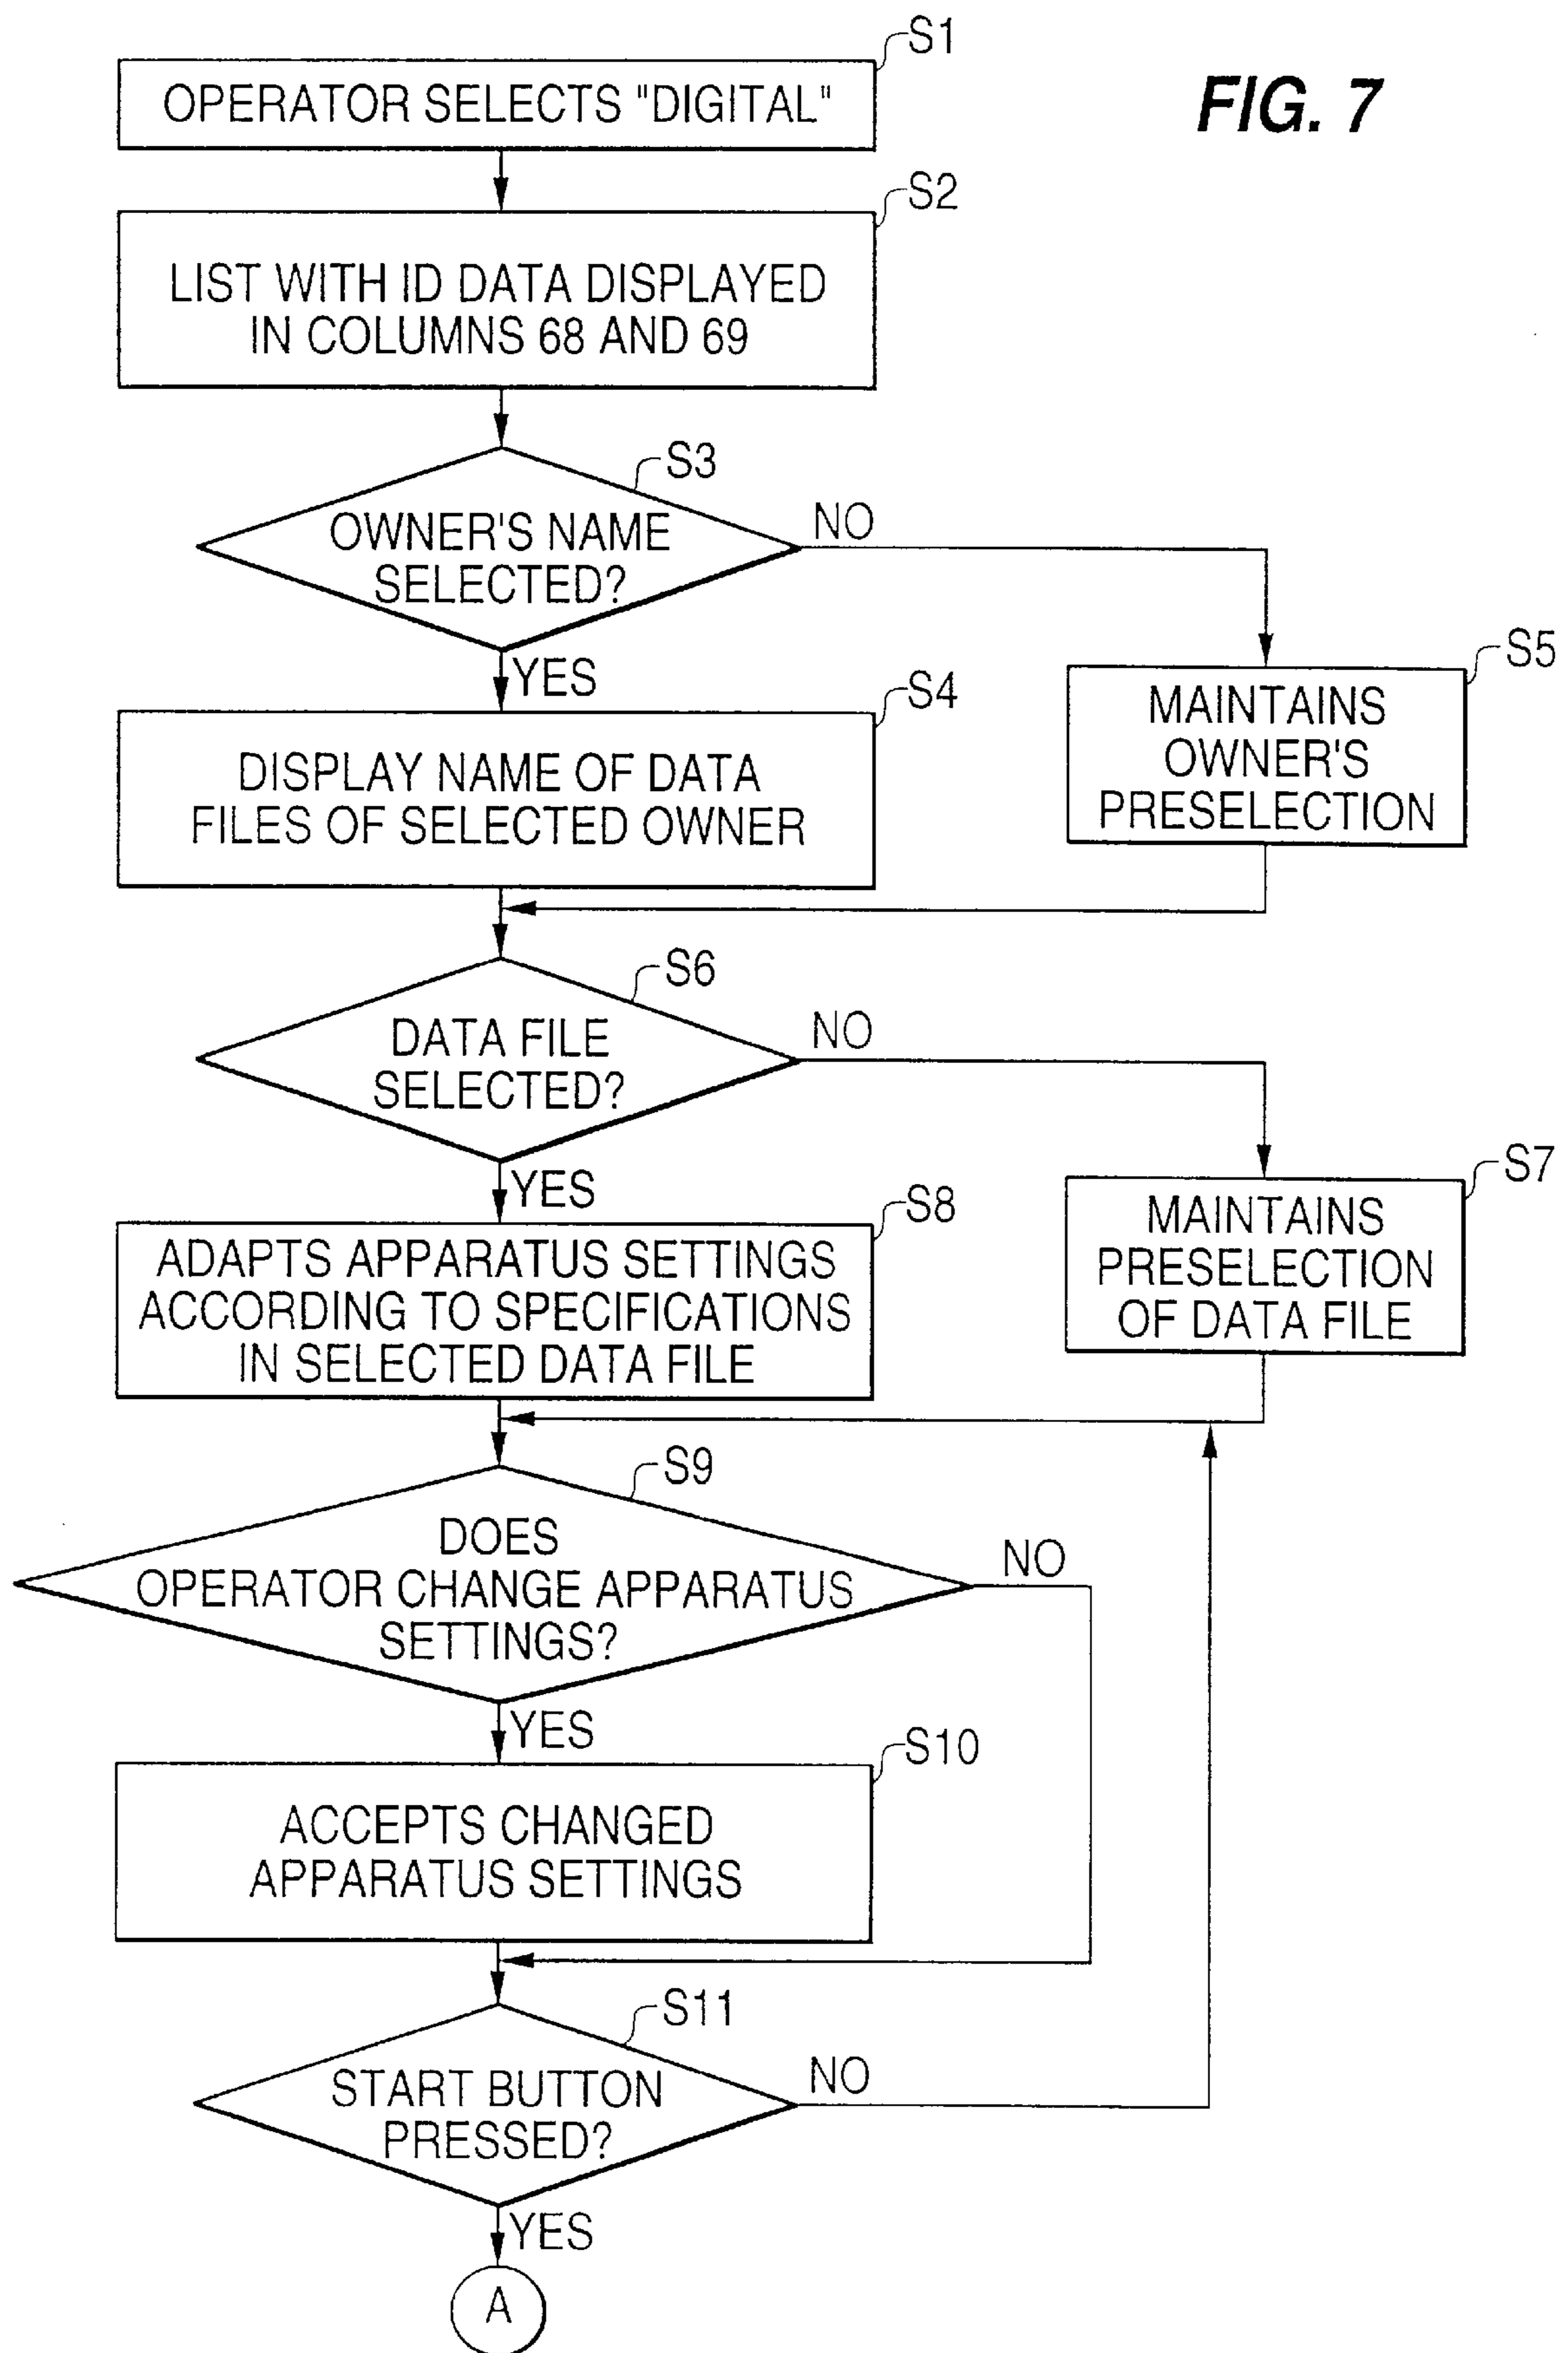 S1
FIG. 7
OPERATOR SELECTS "DIGITAL"
S2
LIST WITH ID DATA DISPLAYED
IN COLUMNS 68 AND 69
S3
OWNER'S NAME
SELECTED?
NO
YES
S4
DISPLAY NAME OF DATA
FILES OF SELECTED OWNER
S5
MAINTAINS
OWNER'S
PRESELECTION
S6
DATA FILE
SELECTED?
NO
YES
S7
MAINTAINS
PRESELECTION
OF DATA FILE
S8
ADAPTS APPARATUS SETTINGS
ACCORDING TO SPECIFICATIONS
IN SELECTED DATA FILE
S9
DOES
OPERATOR CHANGE APPARATUS
SETTINGS?
NO
YES
S10
ACCEPTS CHANGED
APPARATUS SETTINGS
S11
START BUTTON
PRESSED?
NO
YES
A